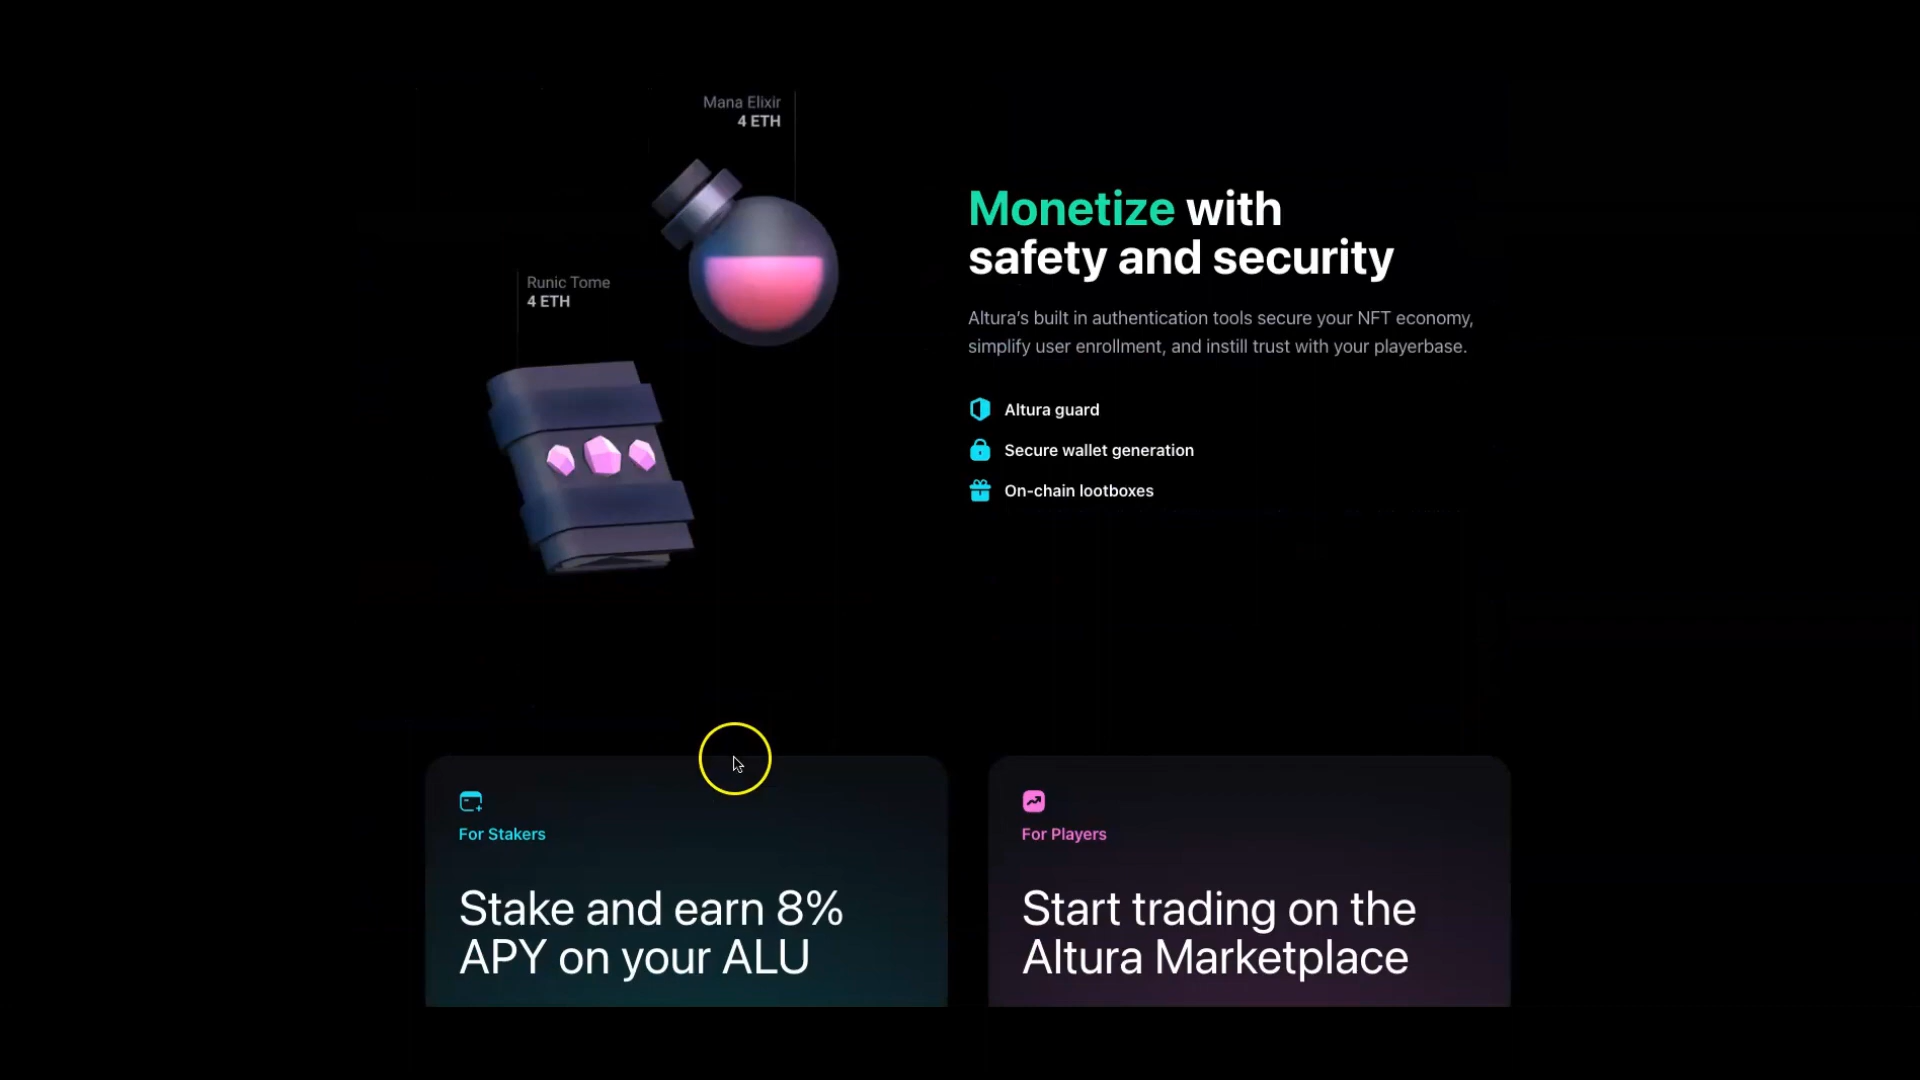 Mana Elixir
4 ETH
Runic Tome
4 ETH
Monetize with
safety and security
Altura’s built in authentication tools secure your NFT economy,
simplify user enrollment, and instill trust with your playerbase.
Altura guard
Secure wallet generation
On-chain lootboxes
For Stakers
Stake and earn 8%
APY on your ALU
For Players
Start trading on the
Altura Marketplace